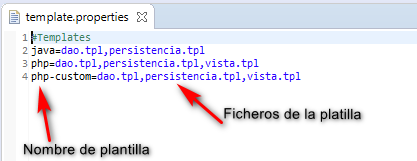 template.properties
1 #Templates
2 java=dao.tpl,persistencia.tpl
3 php=dao.tpl,persistencia.tpl,vista.tpl
4 php-custom=dao.tpl,persistencia.tpl,vista.tpl
Ficheros de la platilla
Nombre de plantilla